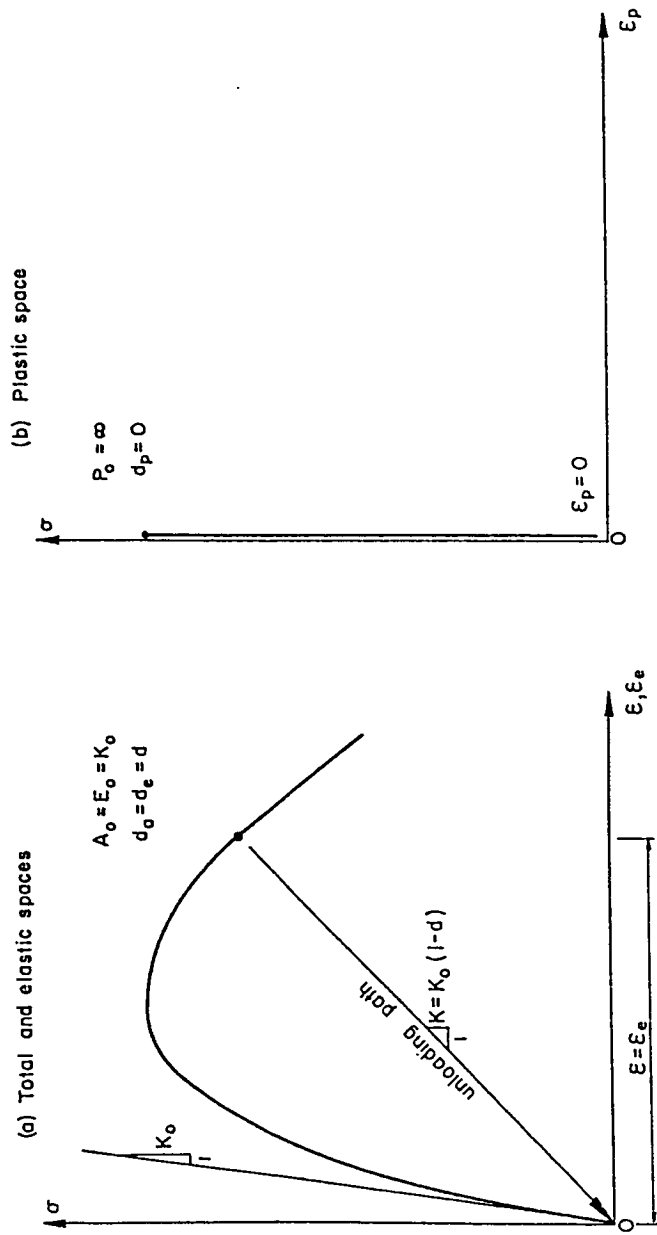 (a) Total and elastic spaces
σ
K₀
1
A₀ = E₀ = K₀
dₐ = dₑ = d
unloading
path
K = K₀ (1-d)
1
ε = εₑ
O
ε, εₑ
(b) Plastic space
σ
P₀ = ∞
dₚ = 0
εₚ = 0
O
εₚ